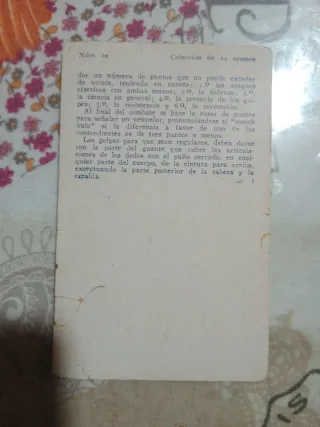 Núm. 20 Colección de 25 cromos
dos un número de puntos que no puede exceder
de veinte, teniendo en cuenta: 1.º los ataques
efectivos con ambas manos; 2.º, la defensa; 3.º,
la ciencia en general; 4.º, la potencia de los gol-
pes; 5.º, la resistencia y 6.º, la corrección.
Al final del combate se hace la suma de puntos
para señalar un vencedor, pronunciándose el "match
nulo" si la diferencia a favor de uno de los
contendientes es de tres puntos o menos.
Los golpes para que sean regulares, deben darse
con la parte del guante que cubre las articula-
ciones de los dedos con el puño cerrado, en cual-
quier parte del cuerpo, de la cintura para arriba,
exceptuando la parte posterior de la cabeza y la
espalda.